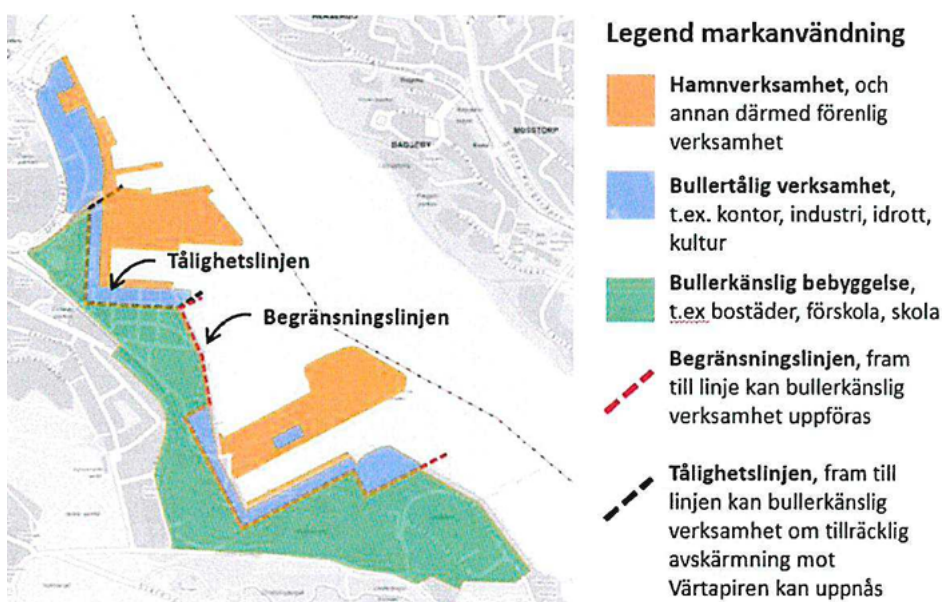 DALÉNUM
BAGGEBY
MOSSTORP
Tålighetslinjen
Begränsningslinjen
Legend markanvändning
Hamnverksamhet, och
annan därmed förenlig
verksamhet
Bullertålig verksamhet,
t.ex. kontor, industri, idrott,
kultur
Bullerkänslig bebyggelse,
t.ex bostäder, förskola, skola
Begränsningslinjen, fram
till linje kan bullerkänslig
verksamhet uppföras
Tålighetslinjen, fram till
linjen kan bullerkänslig
verksamhet om tillräcklig
avskärmning mot
Värtapiren kan uppnås